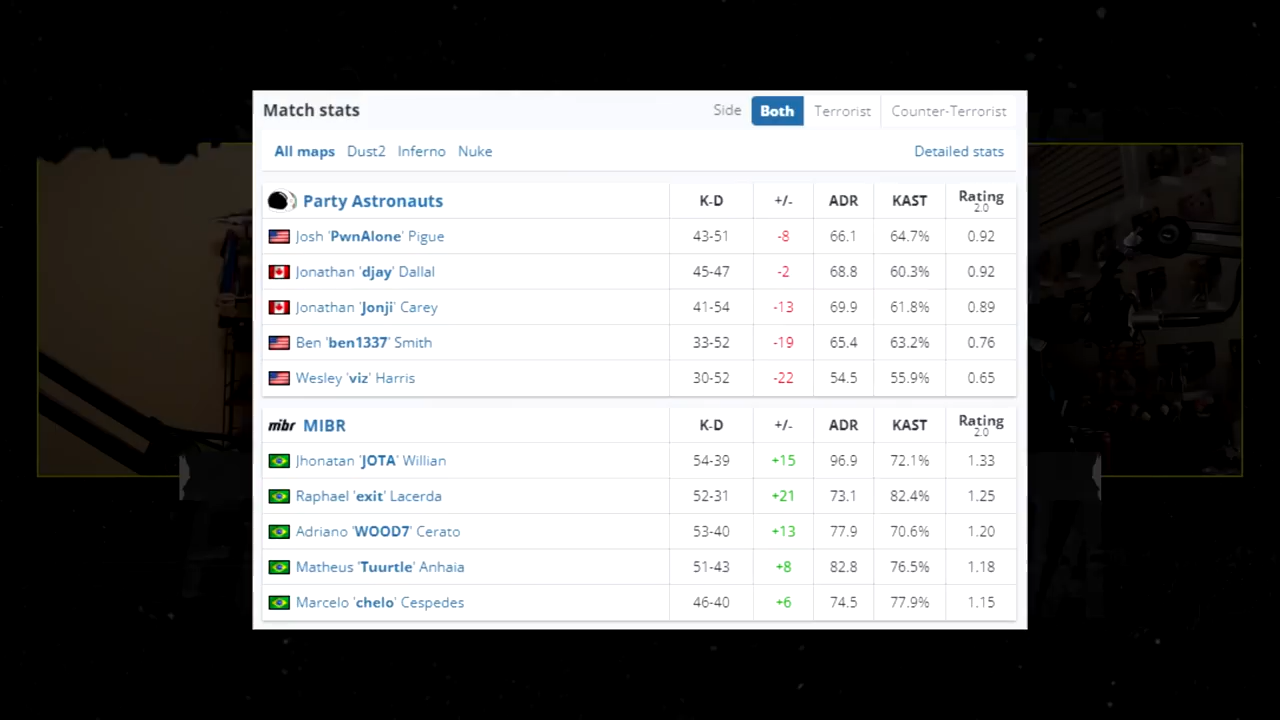 Match stats Side Both Terrorist Counter-Terrorist
All maps Dust2 Inferno Nuke Detailed stats
Party Astronauts K-D +/- ADR KAST Rating 2.0
Josh 'PwnAlone' Pigue 43-51 -8 66.1 64.7% 0.92
Jonathan 'djay' Dallal 45-47 -2 68.8 60.3% 0.92
Jonathan 'Jonji' Carey 41-54 -13 69.9 61.8% 0.89
Ben 'ben1337' Smith 33-52 -19 65.4 63.2% 0.76
Wesley 'viz' Harris 30-52 -22 54.5 55.9% 0.65
mibr MIBR K-D +/- ADR KAST Rating 2.0
Jhonatan 'JOTA' Willian 54-39 +15 96.9 72.1% 1.33
Raphael 'exit' Lacerda 52-31 +21 73.1 82.4% 1.25
Adriano 'WOOD7' Cerato 53-40 +13 77.9 70.6% 1.20
Matheus 'Tuurtle' Anhaia 51-43 +8 82.8 76.5% 1.18
Marcelo 'chelo' Cespedes 46-40 +6 74.5 77.9% 1.15